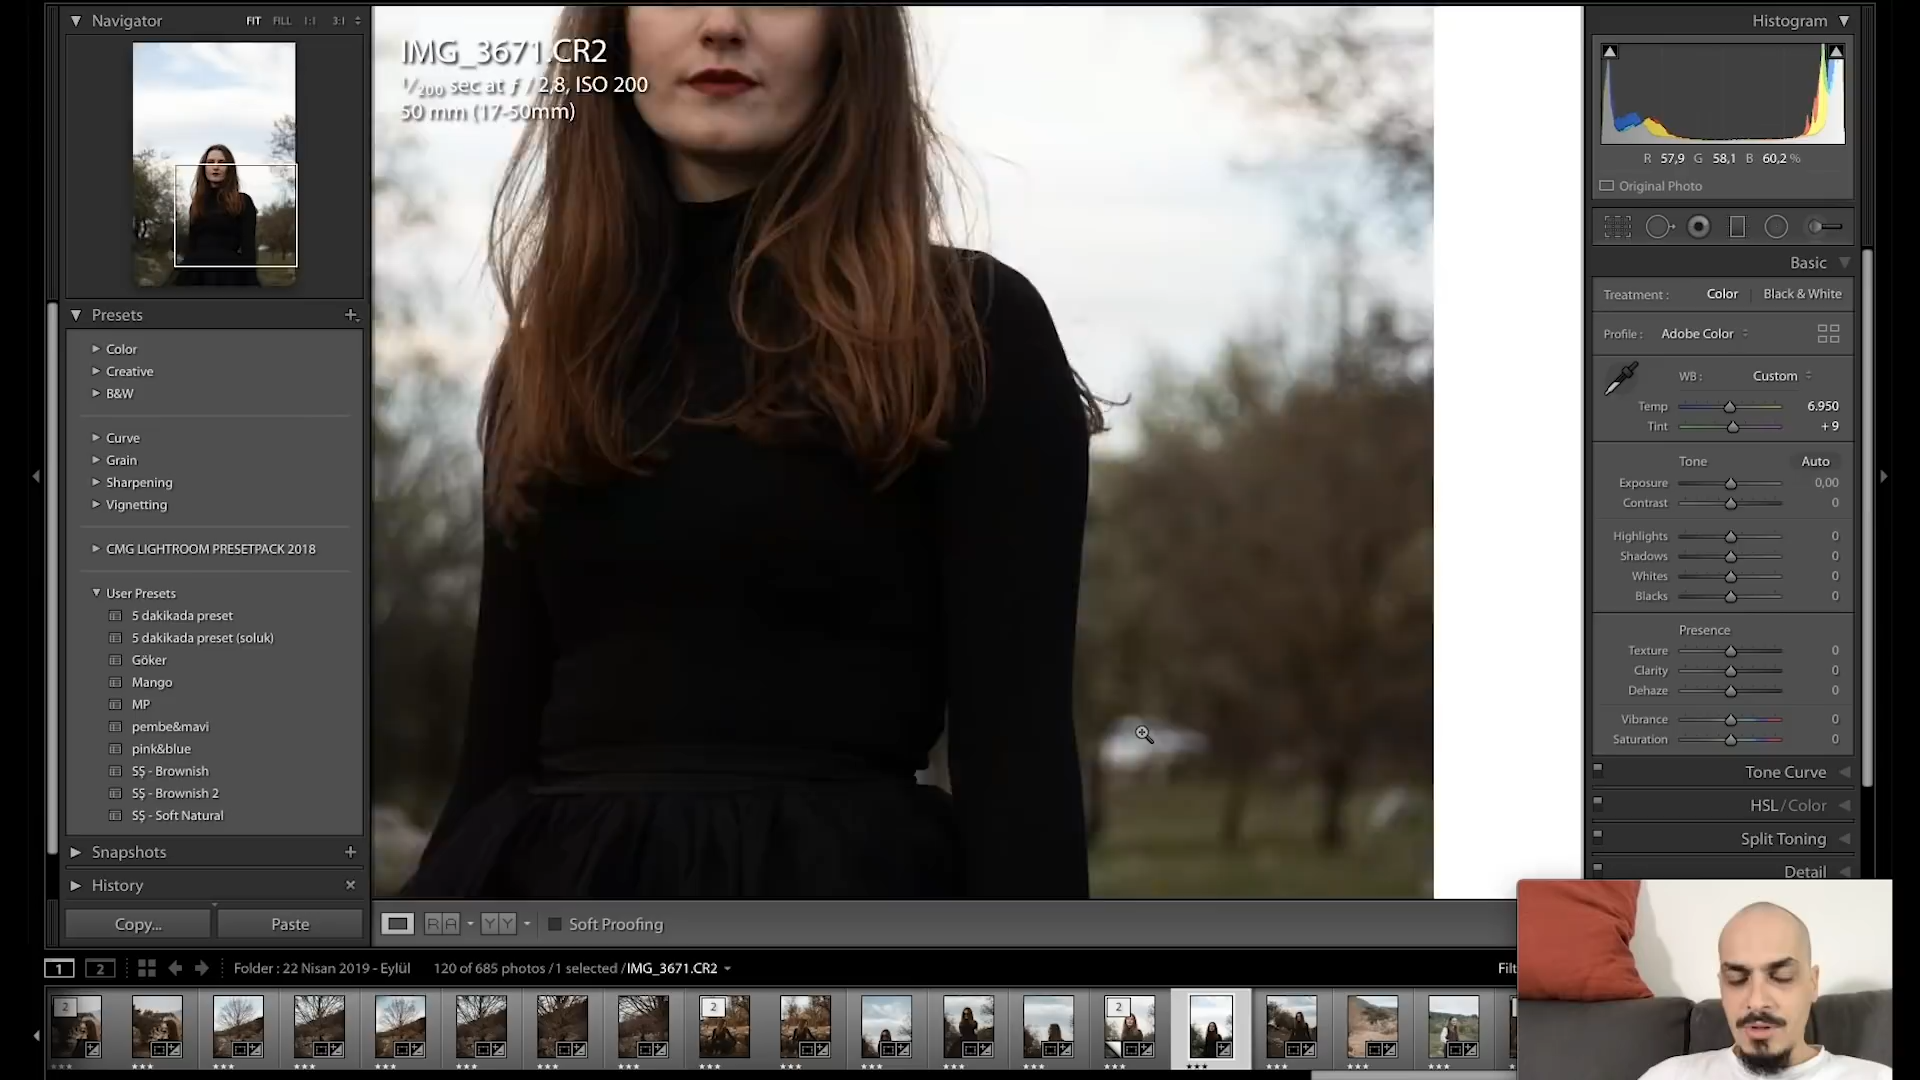 Navigator
FIT FILL 1:1 3:1
Presets
Color
Creative
B&W
Curve
Grain
Sharpening
Vignetting
CMG LIGHTROOM PRESETPACK 2018
User Presets
5 dakikada preset
5 dakikada preset (soluk)
Göker
Mango
MP
pembe&mavi
pink&blue
SŞ - Brownish
SŞ - Brownish 2
SŞ - Soft Natural
Snapshots
History
Copy... Paste
IMG_3671.CR2
1/200 sec at ƒ / 2,8, ISO 200
50 mm (17-50mm)
RA YY Soft Proofing
Histogram
R 57,9 G 58,1 B 60,2 %
Original Photo
Basic
Treatment : Color Black & White
Profile : Adobe Color
WB : Custom
Temp 6.950
Tint + 9
Tone Auto
Exposure 0,00
Contrast 0
Highlights 0
Shadows 0
Whites 0
Blacks 0
Presence
Texture 0
Clarity 0
Dehaze 0
Vibrance 0
Saturation 0
Tone Curve
HSL / Color
Split Toning
Detail
1 2 Folder : 22 Nisan 2019 - Eylül 120 of 685 photos / 1 selected / IMG_3671.CR2
2 2 2